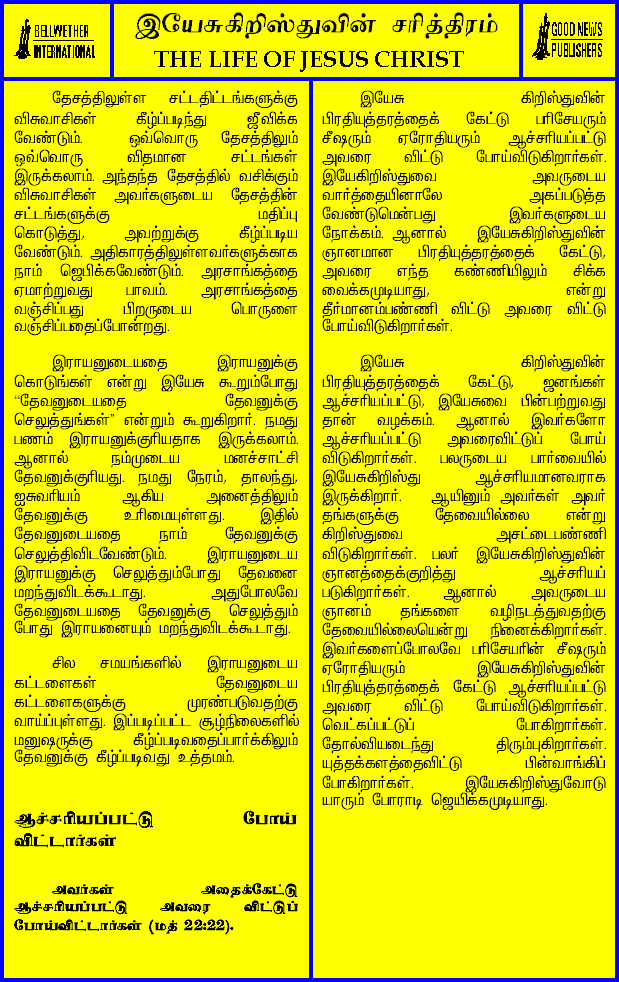 BELLWETHER
INTERNATIONAL
இயேசுகிறிஸ்துவின் சரித்திரம்
THE LIFE OF JESUS CHRIST
GOOD NEWS
PUBLISHERS
தேசத்திலுள்ள சட்டதிட்டங்களுக்கு
விசுவாசிகள் கீழ்ப்படிந்து ஜீவிக்க
வேண்டும். ஒவ்வொரு தேசத்திலும்
ஒவ்வொரு விதமான சட்டங்கள்
இருக்கலாம். அந்தந்த தேசத்தில் வசிக்கும்
விசுவாசிகள் அவர்களுடைய தேசத்தின்
சட்டங்களுக்கு மதிப்பு
கொடுத்து, அவற்றுக்கு கீழ்ப்படிய
வேண்டும். அதிகாரத்திலுள்ளவர்களுக்காக
நாம் ஜெபிக்கவேண்டும். அரசாங்கத்தை
ஏமாற்றுவது பாவம். அரசாங்கத்தை
வஞ்சிப்பது பிறருடைய பொருளை
வஞ்சிப்பதைப்போன்றது.
இராயனுடையதை இராயனுக்கு
கொடுங்கள் என்று இயேசு கூறும்போது
“தேவனுடையதை தேவனுக்கு
செலுத்துங்கள்” என்றும் கூறுகிறார். நமது
பணம் இராயனுக்குரியதாக இருக்கலாம்.
ஆனால் நம்முடைய மனச்சாட்சி
தேவனுக்குரியது. நமது நேரம், தாலந்து,
ஐசுவரியம் ஆகிய அனைத்திலும்
தேவனுக்கு உரிமையுள்ளது. இதில்
தேவனுடையதை நாம் தேவனுக்கு
செலுத்திவிடவேண்டும். இராயனுடைய
இராயனுக்கு செலுத்தும்போது தேவனை
மறந்துவிடக்கூடாது. அதுபோலவே
தேவனுடையதை தேவனுக்கு செலுத்தும்
போது இராயனையும் மறந்துவிடக்கூடாது.
சில சமயங்களில் இராயனுடைய
கட்டளைகள் தேவனுடைய
கட்டளைகளுக்கு முரண்படுவதற்கு
வாய்ப்புள்ளது. இப்படிப்பட்ட சூழ்நிலைகளில்
மனுஷருக்கு கீழ்ப்படிவதைப்பார்க்கிலும்
தேவனுக்கு கீழ்ப்படிவது உத்தமம்.
ஆச்சரியப்பட்டு போய்
விட்டார்கள்
அவர்கள் அதைக்கேட்டு
ஆச்சரியப்பட்டு அவரை விட்டுப்
போய்விட்டார்கள் (மத் 22:22).
இயேசு கிறிஸ்துவின்
பிரதியுத்தரத்தைக் கேட்டு பரிசேயரும்
சீஷரும் ஏரோதியரும் ஆச்சரியப்பட்டு
அவரை விட்டு போய்விடுகிறார்கள்.
இயேகிறிஸ்துவை அவருடைய
வார்த்தையினாலே அகப்படுத்த
வேண்டுமென்பது இவர்களுடைய
நோக்கம். ஆனால் இயேசுகிறிஸ்துவின்
ஞானமான பிரதியுத்தரத்தைக் கேட்டு,
அவரை எந்த கண்ணியிலும் சிக்க
வைக்கமுடியாது, என்று
தீர்மானம்பண்ணி விட்டு அவரை விட்டு
போய்விடுகிறார்கள்.
இயேசு கிறிஸ்துவின்
பிரதியுத்தரத்தைக் கேட்டு, ஜனங்கள்
ஆச்சரியப்பட்டு, இயேசுவை பின்பற்றுவது
தான் வழக்கம். ஆனால் இவர்களோ
ஆச்சரியப்பட்டு அவரைவிட்டுப் போய்
விடுகிறார்கள். பலருடைய பார்வையில்
இயேசுகிறிஸ்து ஆச்சரியமானவராக
இருக்கிறார். ஆயினும் அவர்கள் அவர்
தங்களுக்கு தேவையில்லை என்று
கிறிஸ்துவை அசட்டைபண்ணி
விடுகிறார்கள். பலர் இயேசுகிறிஸ்துவின்
ஞானத்தைக்குறித்து ஆச்சரியப்
படுகிறார்கள். ஆனால் அவருடைய
ஞானம் தங்களை வழிநடத்துவதற்கு
தேவையில்லையென்று நினைக்கிறார்கள்.
இவர்களைப்போலவே பரிசேயரின் சீஷரும்
ஏரோதியரும் இயேசுகிறிஸ்துவின்
பிரதியுத்தரத்தைக் கேட்டு ஆச்சரியப்பட்டு
அவரை விட்டு போய்விடுகிறார்கள்.
வெட்கப்பட்டுப் போகிறார்கள்.
தோல்வியடைந்து திரும்புகிறார்கள்.
யுத்தக்களத்தைவிட்டு பின்வாங்கிப்
போகிறார்கள். இயேசுகிறிஸ்துவோடு
யாரும் போராடி ஜெயிக்கமுடியாது.